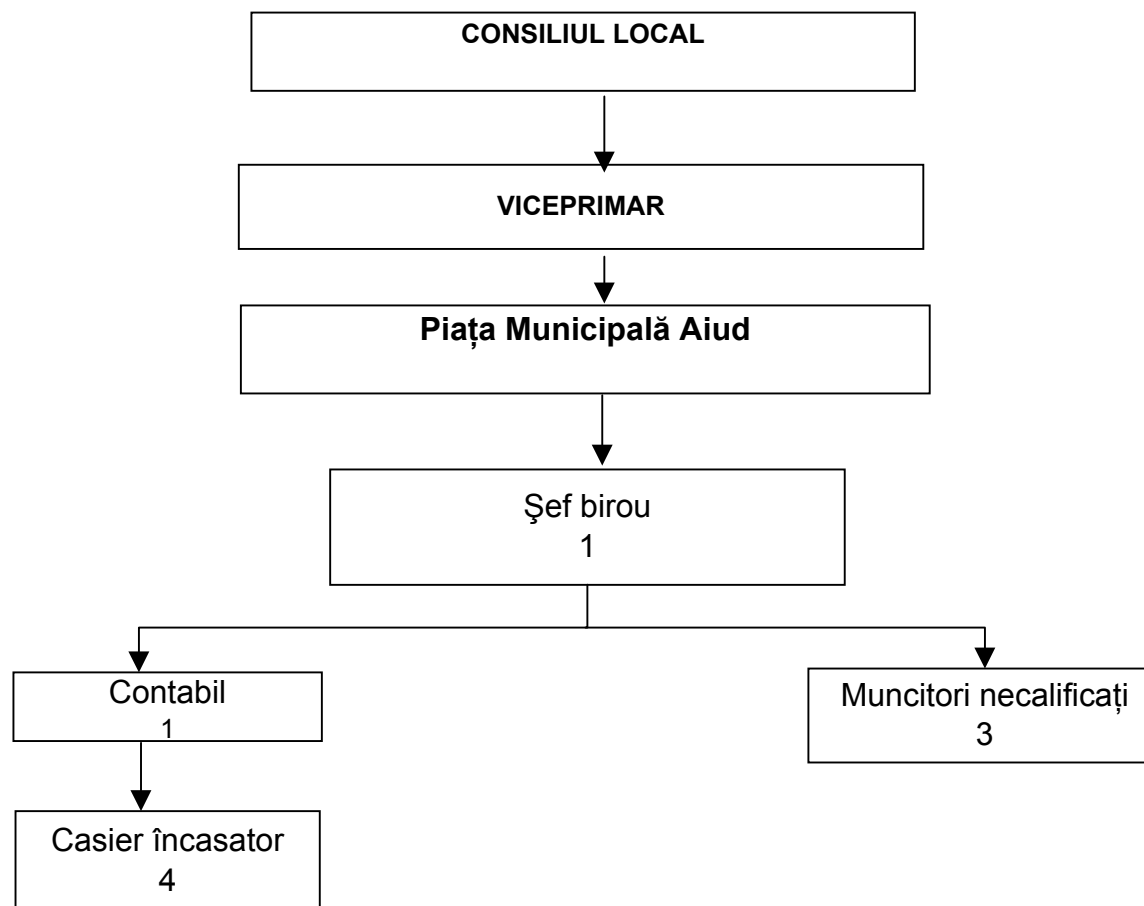 CONSILIUL LOCAL
VICEPRIMAR
Piața Municipală Aiud
Şef birou
1
Contabil
1
Muncitori necalificați
3
Casier încasator
4